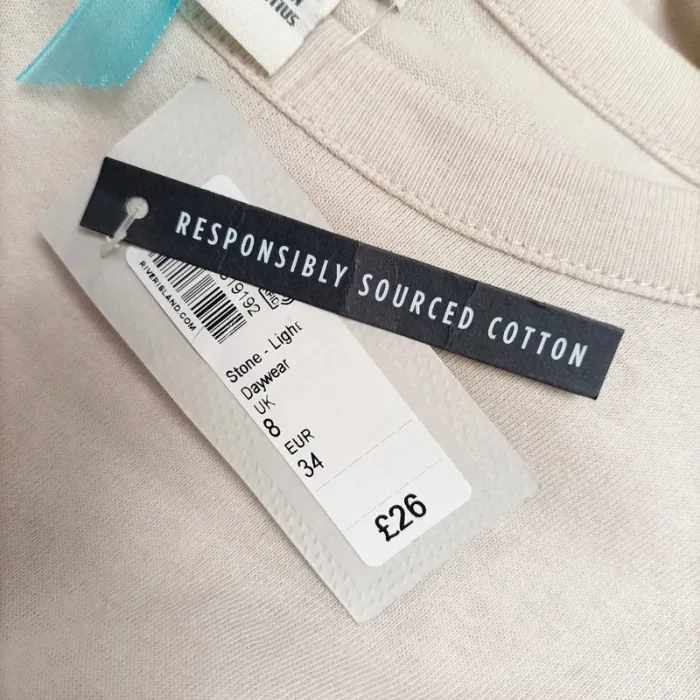 RESPONSIBLY SOURCED COTTON
RIVERISLAND.COM
Stone - Light
Daywear
UK
8
EUR
34
£26